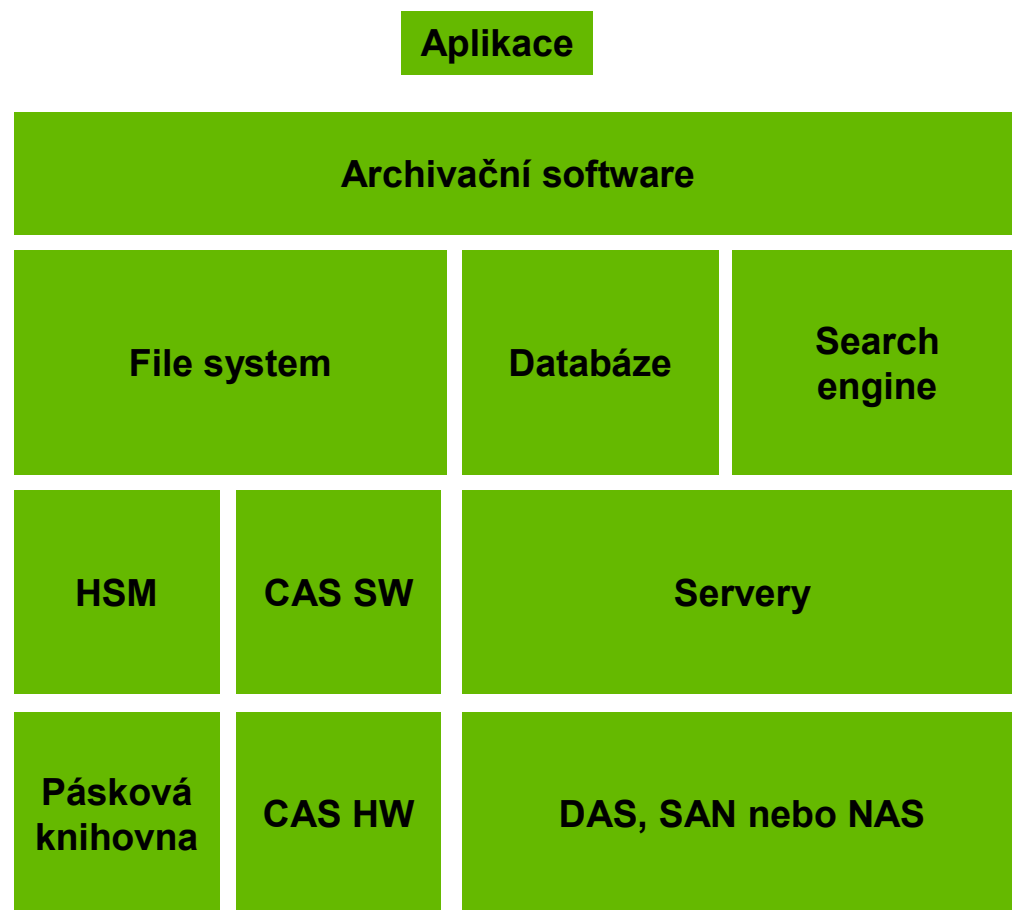 Aplikace
Archivační software
File system
Databáze
Search
engine
HSM
CAS SW
Servery
Pásková
knihovna
CAS HW
DAS, SAN nebo NAS